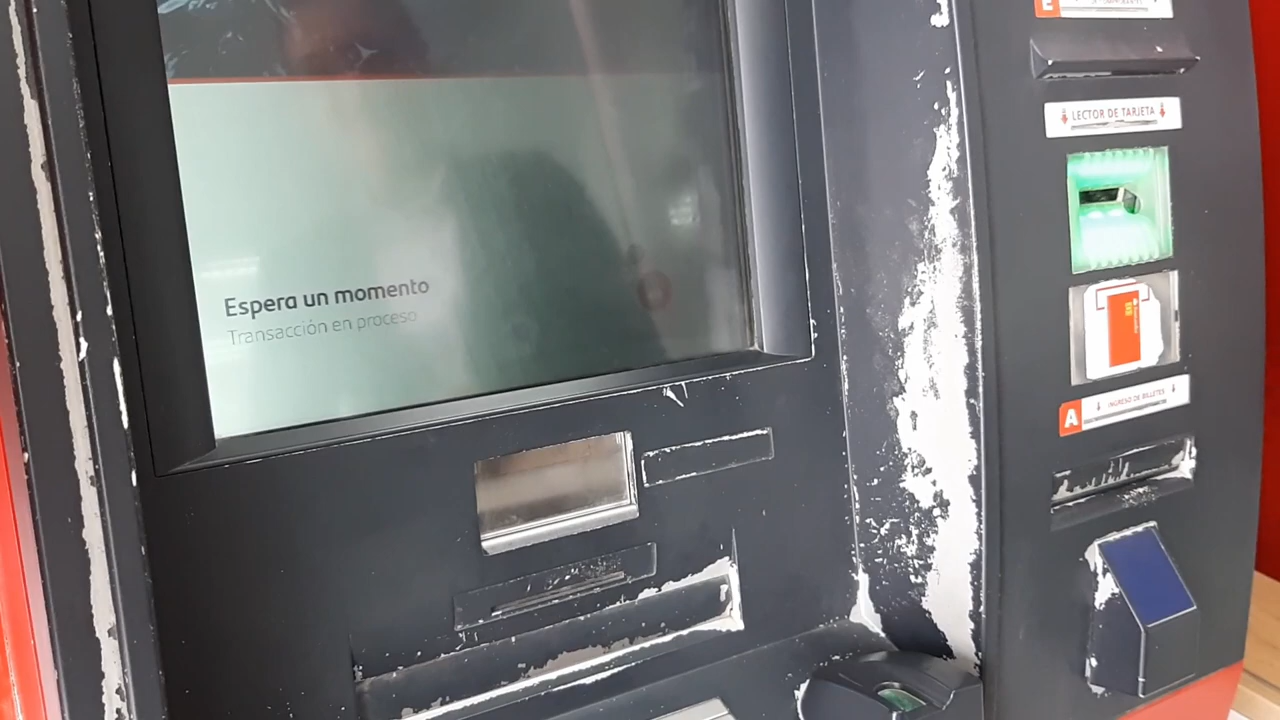 Espera un momento
Transacción en proceso
E
LECTOR DE TARJETA
A
INGRESO DE BILLETES